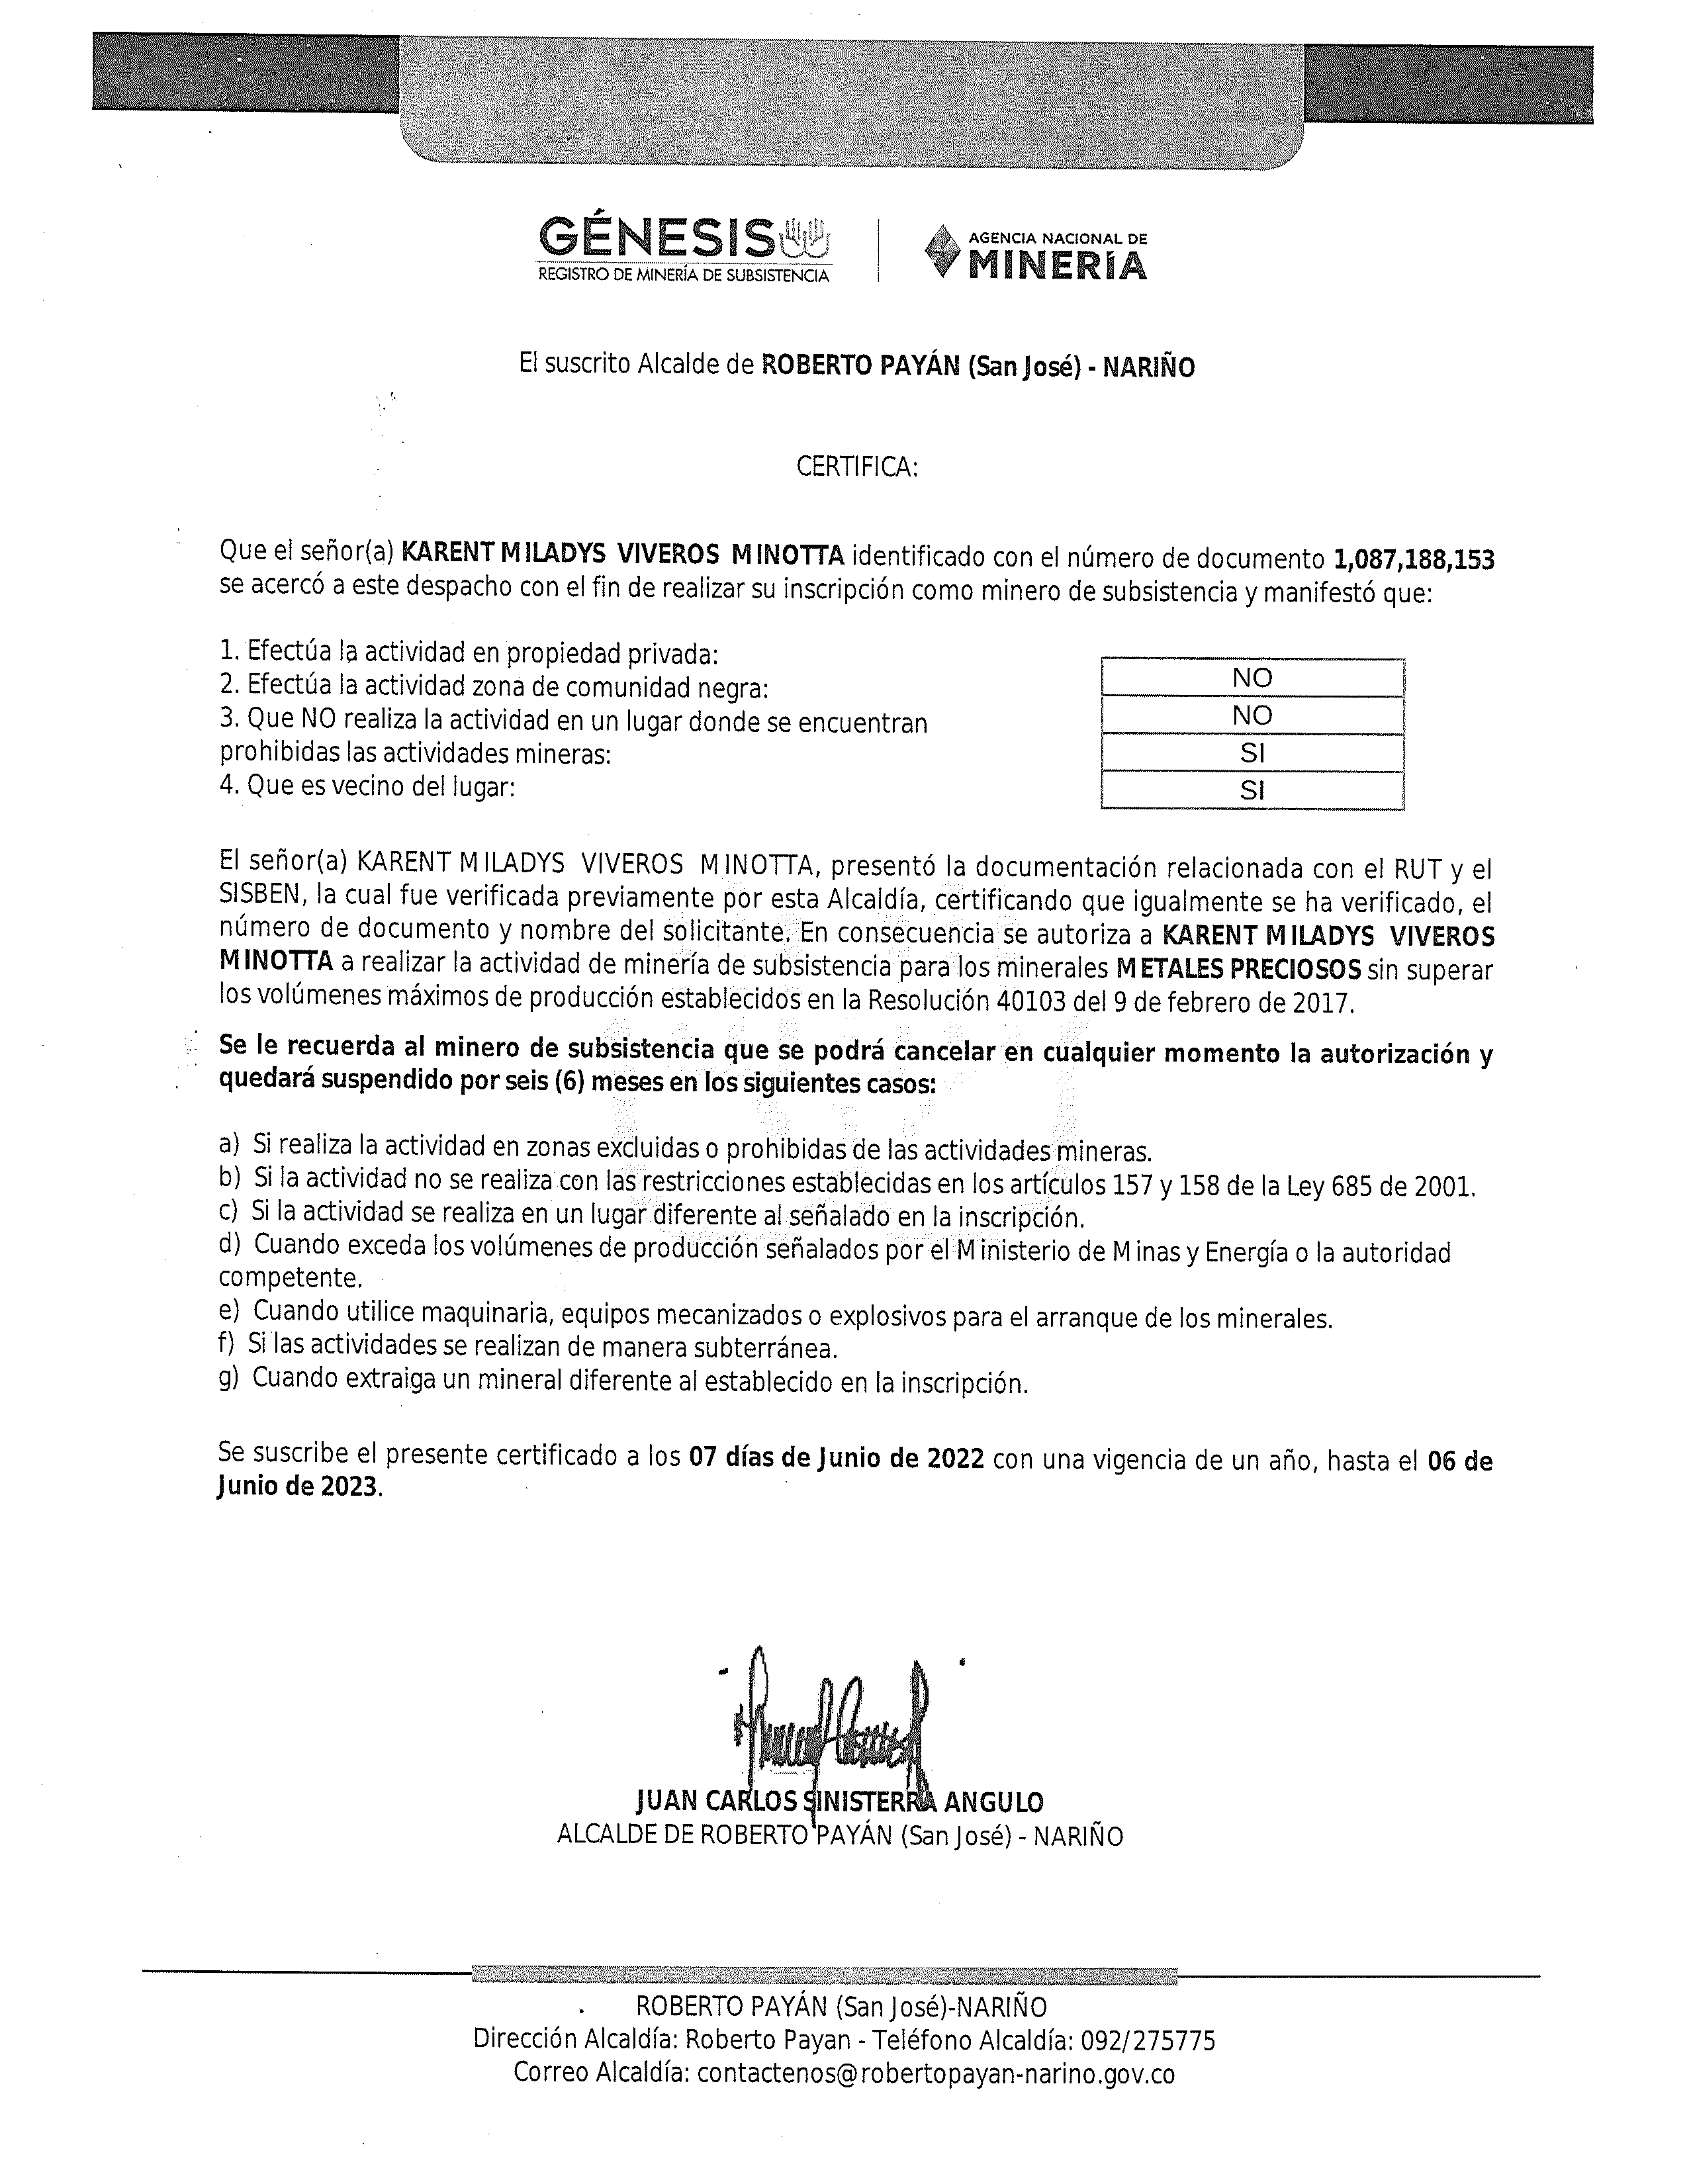 GÉNESIS
REGISTRO DE MINERÍA DE SUBSISTENCIA
AGENCIA NACIONAL DE
MINERÍA
El suscrito Alcalde de ROBERTO PAYÁN (San José) - NARIÑO
CERTIFICA:
Que el señor(a) KARENT MILADYS VIVEROS MINOTTA identificado con el número de documento 1,087,188,153
se acercó a este despacho con el fin de realizar su inscripción como minero de subsistencia y manifestó que:
1. Efectúa la actividad en propiedad privada:
NO
2. Efectúa la actividad zona de comunidad negra:
NO
3. Que NO realiza la actividad en un lugar donde se encuentran
prohibidas las actividades mineras:
SI
4. Que es vecino del lugar:
SI
El señor(a) KARENT MILADYS VIVEROS MINOTTA, presentó la documentación relacionada con el RUT y el
SISBEN, la cual fue verificada previamente por esta Alcaldía, certificando que igualmente se ha verificado, el
número de documento y nombre del solicitante. En consecuencia se autoriza a KARENT MILADYS VIVEROS
MINOTTA a realizar la actividad de minería de subsistencia para los minerales METALES PRECIOSOS sin superar
los volúmenes máximos de producción establecidos en la Resolución 40103 del 9 de febrero de 2017.
Se le recuerda al minero de subsistencia que se podrá cancelar en cualquier momento la autorización y
quedará suspendido por seis (6) meses en los siguientes casos:
a) Si realiza la actividad en zonas excluidas o prohibidas de las actividades mineras.
b) Si la actividad no se realiza con las restricciones establecidas en los artículos 157 y 158 de la Ley 685 de 2001.
c) Si la actividad se realiza en un lugar diferente al señalado en la inscripción.
d) Cuando exceda los volúmenes de producción señalados por el Ministerio de Minas y Energía o la autoridad
competente.
e) Cuando utilice maquinaria, equipos mecanizados o explosivos para el arranque de los minerales.
f) Si las actividades se realizan de manera subterránea.
g) Cuando extraiga un mineral diferente al establecido en la inscripción.
Se suscribe el presente certificado a los 07 días de Junio de 2022 con una vigencia de un año, hasta el 06 de
Junio de 2023.
JUAN CARLOS SINISTERRA ANGULO
ALCALDE DE ROBERTO PAYÁN (San José) - NARIÑO
ROBERTO PAYÁN (San José)-NARIÑO
Dirección Alcaldía: Roberto Payan - Teléfono Alcaldía: 092/275775
Correo Alcaldía: contactenos@robertopayan-narino.gov.co